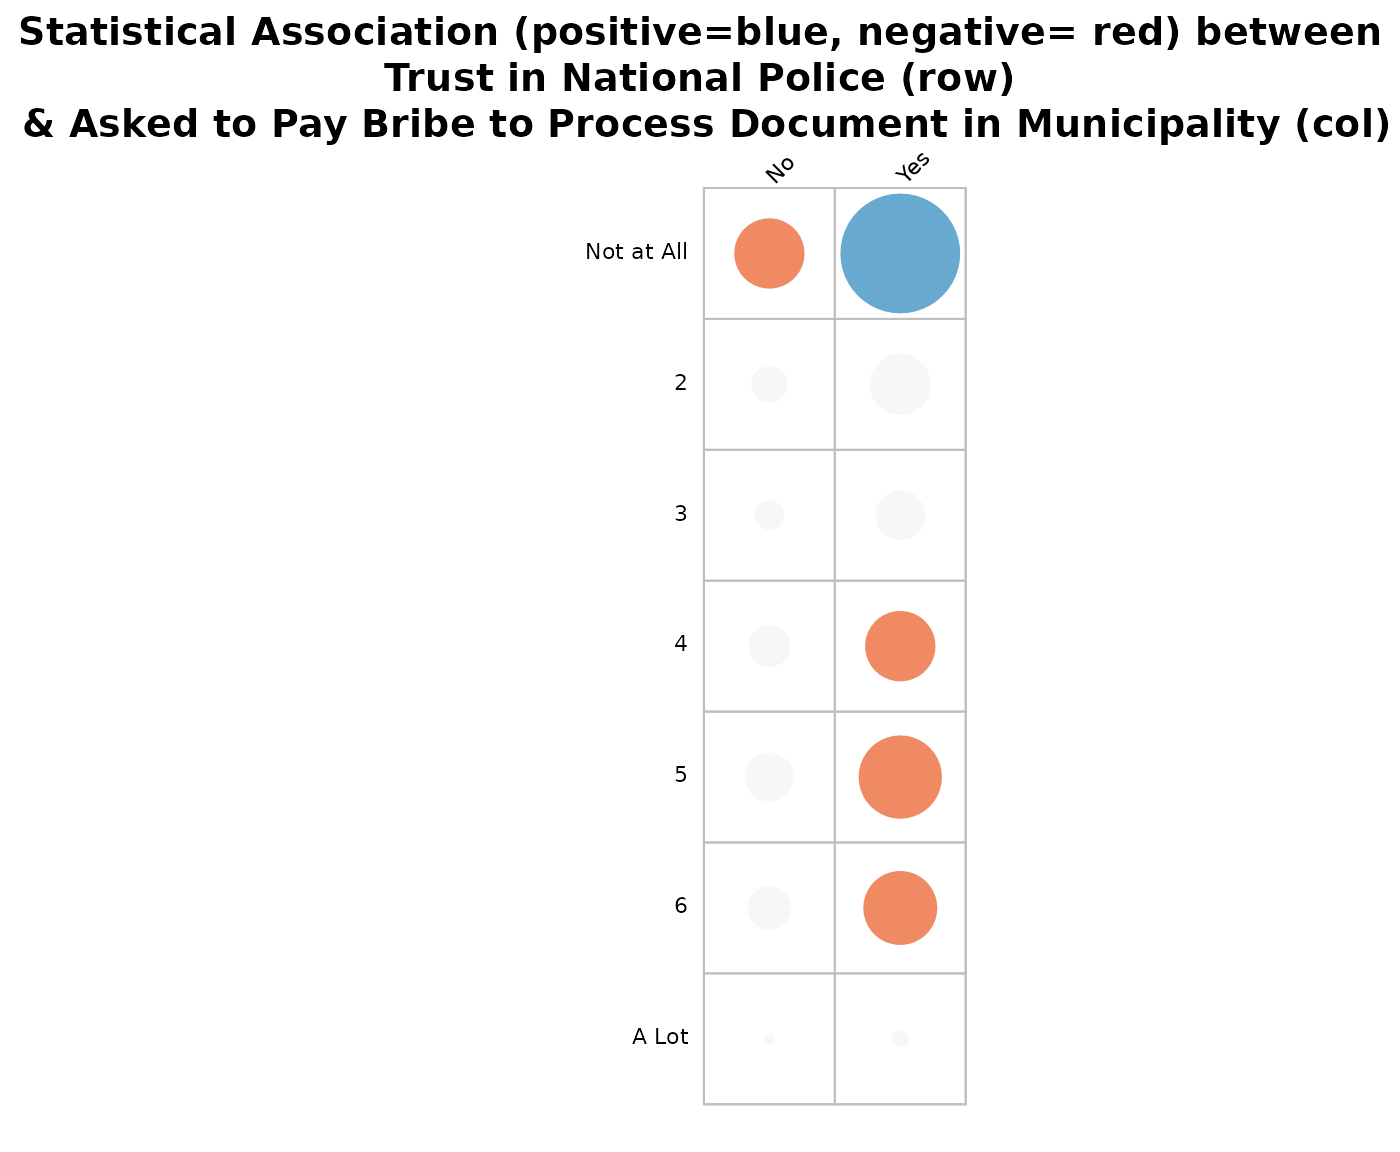 Statistical Association (positive=blue, negative= red) between
Trust in National Police (row)
& Asked to Pay Bribe to Process Document in Municipality (col)
No Yes
Not at All
2
3
4
5
6
A Lot